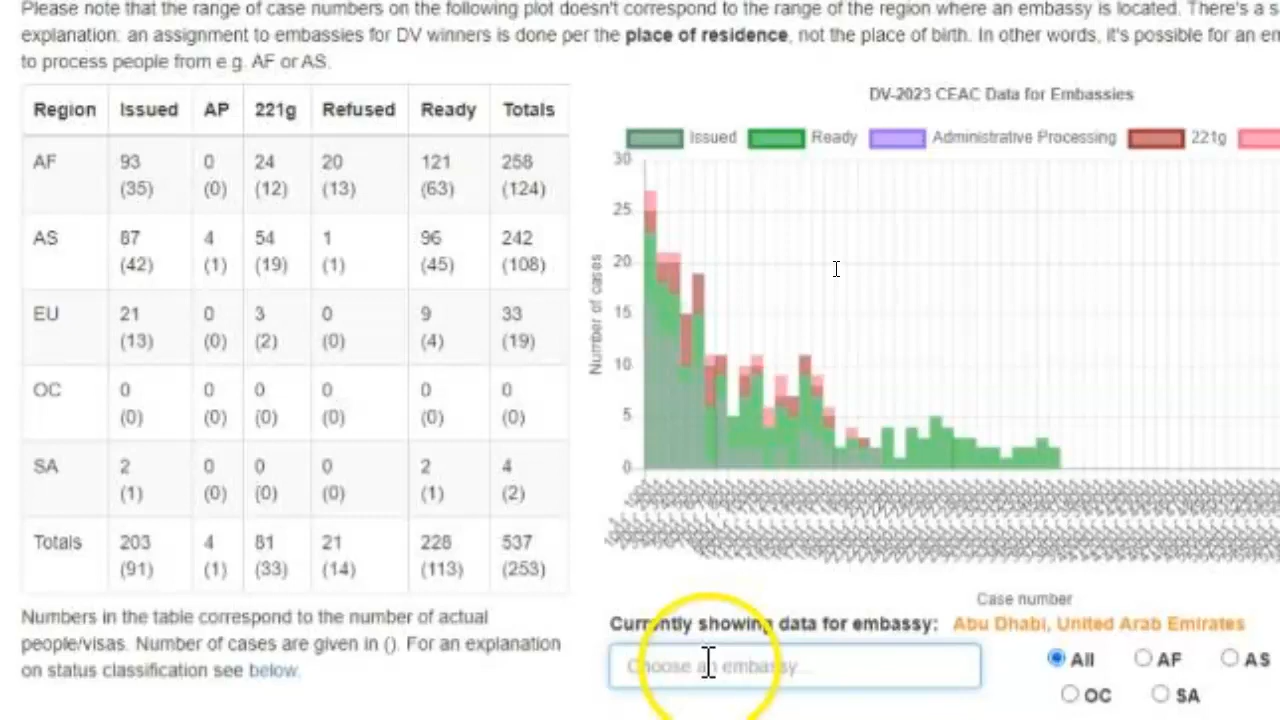 Please note that the range of case numbers on the following plot doesn't correspond to the range of the region where an embassy is located. There's a s
explanation: an assignment to embassies for DV winners is done per the place of residence, not the place of birth. In other words, it's possible for an em
to process people from e g. AF or AS.
Region Issued AP 221g Refused Ready Totals
AF 93 0 24 20 121 258
(35) (0) (12) (13) (63) (124)
AS 87 4 54 1 96 242
(42) (1) (19) (1) (45) (108)
EU 21 0 3 0 9 33
(13) (0) (2) (0) (4) (19)
OC 0 0 0 0 0 0
(0) (0) (0) (0) (0) (0)
SA 2 0 0 0 2 4
(1) (0) (0) (0) (1) (2)
Totals 203 4 81 21 228 537
(91) (1) (33) (14) (113) (253)
Numbers in the table correspond to the number of actual
people/visas. Number of cases are given in (). For an explanation
on status classification see below.
DV-2023 CEAC Data for Embassies
Issued Ready Administrative Processing 221g
Number of cases
30
25
20
15
10
5
0
Case number
Currently showing data for embassy: Abu Dhabi, United Arab Emirates
Choose an embassy...
All AF AS
OC SA